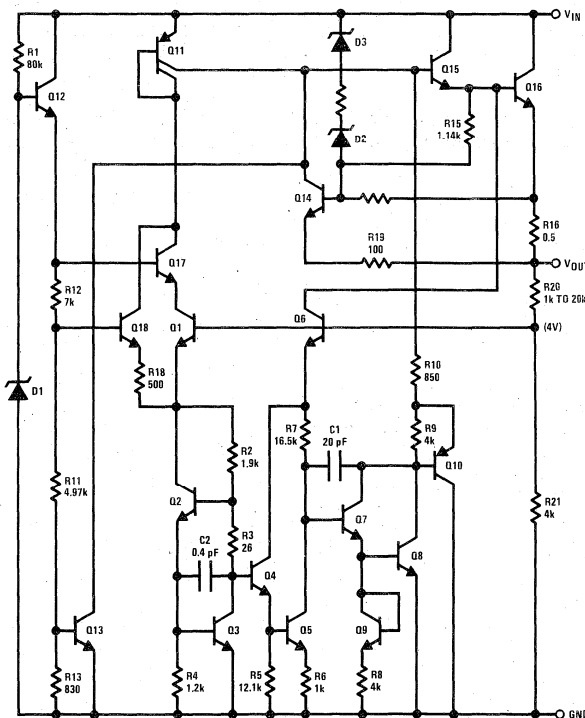 VIN
R1
80k
Q11
D3
Q15
Q16
Q12
D2
R15
1.14k
Q14
R16
0.5
R19
100
VOUT
Q17
R12
7k
R20
1k TO 20k
Q18
Q1
Q6
(4V)
R18
500
R10
850
D1
R7
16.5k
C1
20 pF
R9
4k
Q10
R2
1.9k
R11
4.97k
Q2
R21
4k
Q7
R3
26
C2
0.4 pF
Q4
Q8
Q13
Q3
Q5
Q9
R13
830
R4
1.2k
R5
12.1k
R6
1k
R8
4k
GND